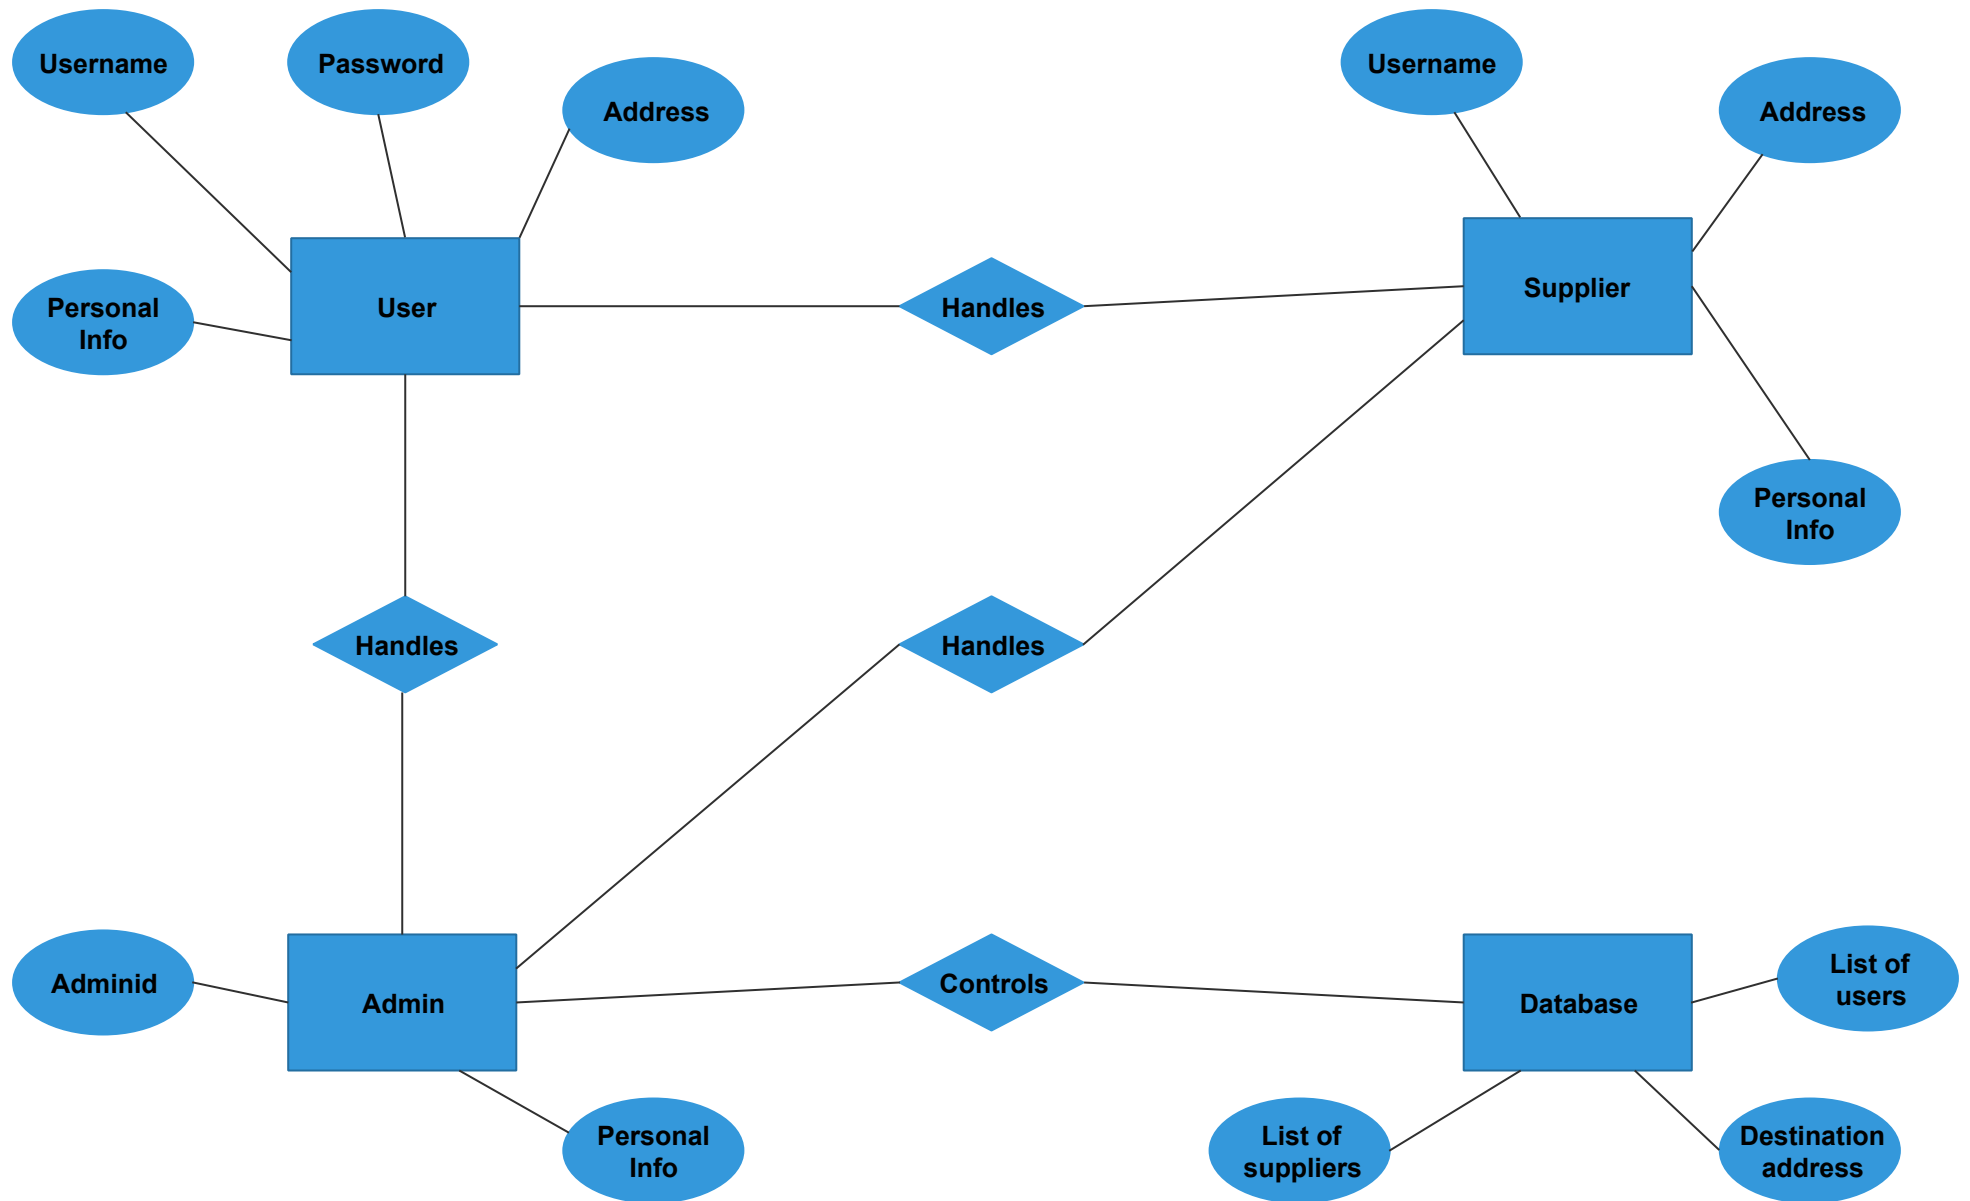 Username
Password
Address
Username
Address
Personal
Info
User
Handles
Supplier
Personal
Info
Handles
Handles
Adminid
Admin
Controls
Database
List of
users
Personal
Info
List of
suppliers
Destination
address